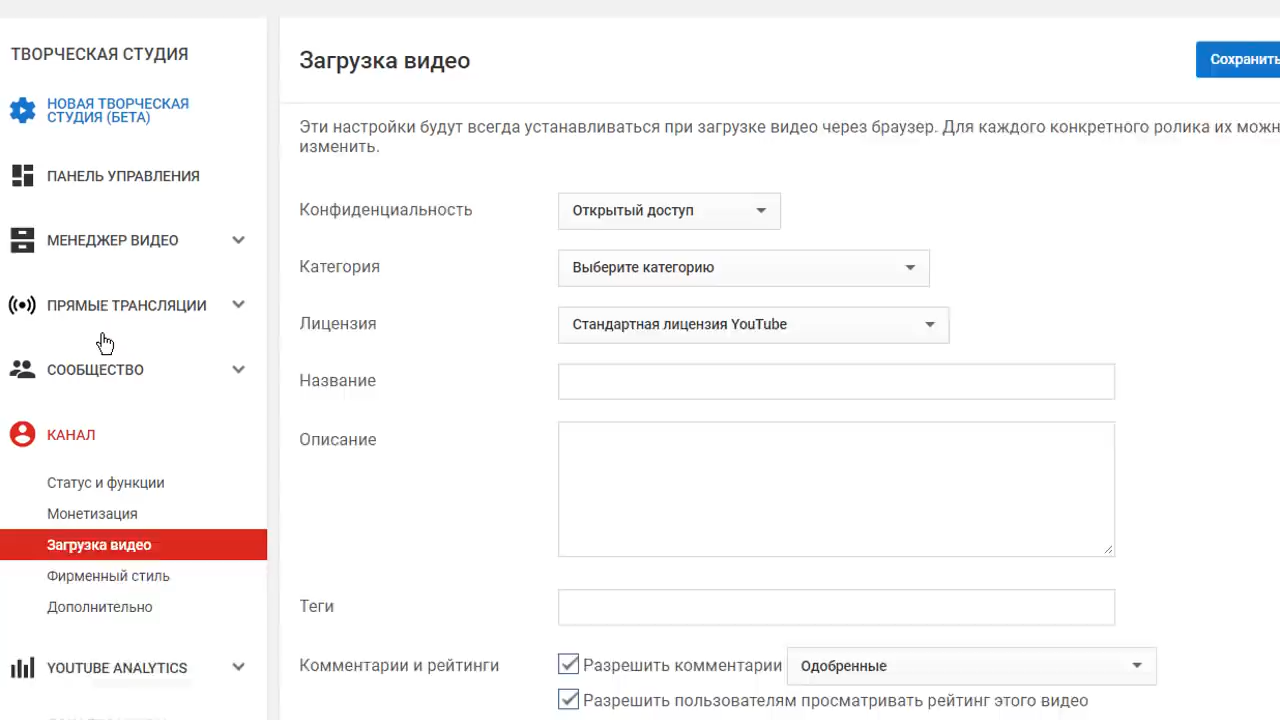 ТВОРЧЕСКАЯ СТУДИЯ
НОВАЯ ТВОРЧЕСКАЯ
СТУДИЯ (БЕТА)
ПАНЕЛЬ УПРАВЛЕНИЯ
МЕНЕДЖЕР ВИДЕО
ПРЯМЫЕ ТРАНСЛЯЦИИ
СООБЩЕСТВО
КАНАЛ
Статус и функции
Монетизация
Загрузка видео
Фирменный стиль
Дополнительно
YOUTUBE ANALYTICS
Загрузка видео
Сохранить
Эти настройки будут всегда устанавливаться при загрузке видео через браузер. Для каждого конкретного ролика их можн
изменить.
Конфиденциальность
Открытый доступ
Категория
Выберите категорию
Лицензия
Стандартная лицензия YouTube
Название
Описание
Теги
Комментарии и рейтинги
Разрешить комментарии
Одобренные
Разрешить пользователям просматривать рейтинг этого видео